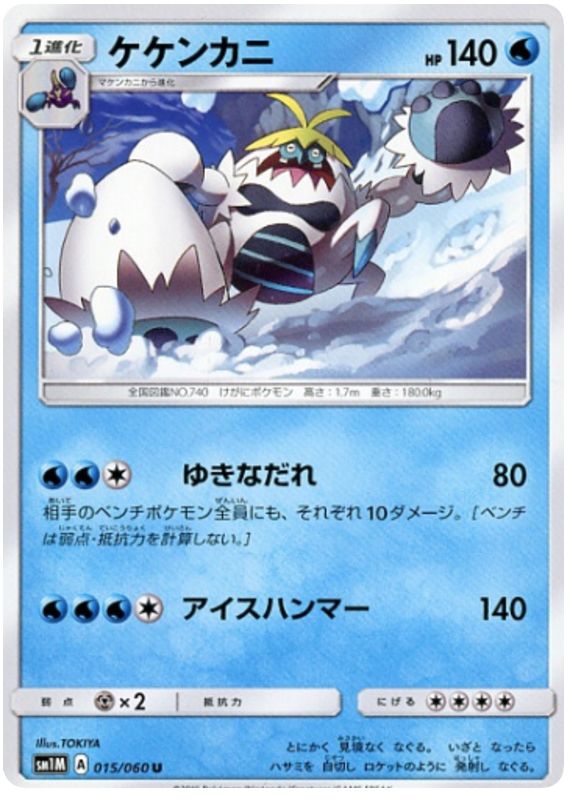 1進化 ケケンカニ HP140
マケンカニから進化
全国図鑑NO.740 けがにポケモン 高さ:1.7m 重さ:180.0kg
ゆきなだれ 80
相手のベンチポケモン全員にも、それぞれ10ダメージ。[ベンチ
は弱点・抵抗力を計算しない。]
アイスハンマー 140
弱点 ×2 抵抗力 にげる
Illus.TOKIYA
SM1M A 015/060 U
とにかく 見境なく なぐる。 いざと なったら
ハサミを 自切し ロケットのように 発射し なぐる。